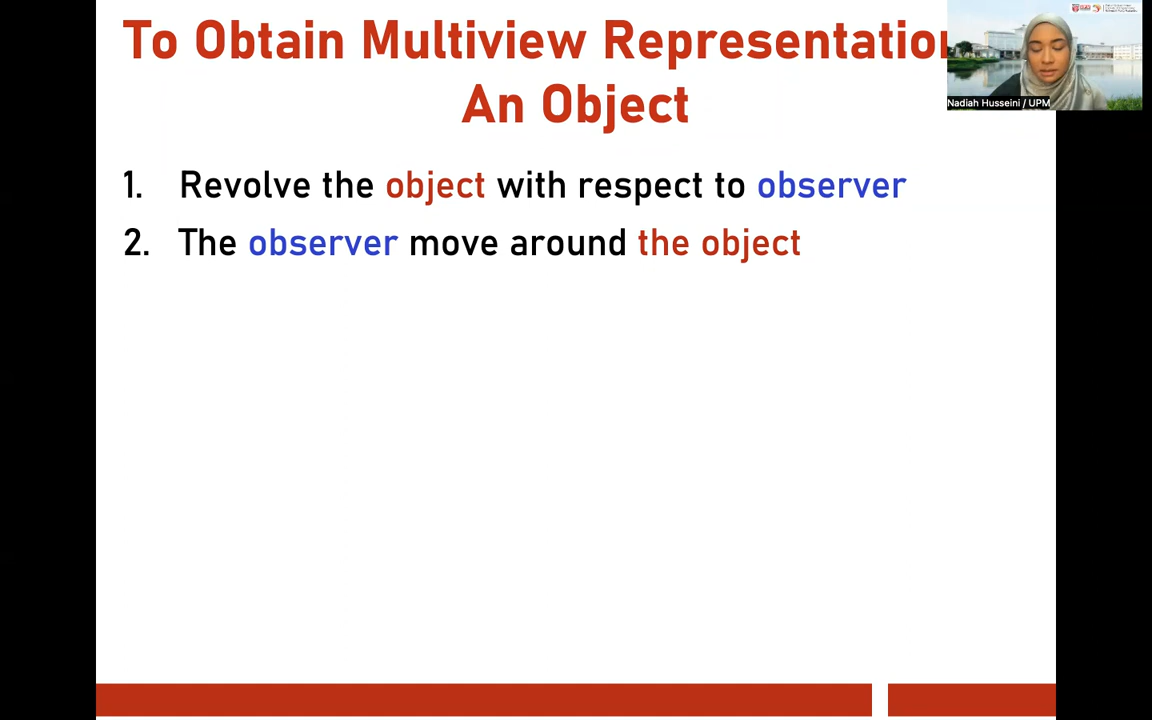 To Obtain Multiview Representation
An Object
1. Revolve the object with respect to observer
2. The observer move around the object
Nadiah Husseini / UPM